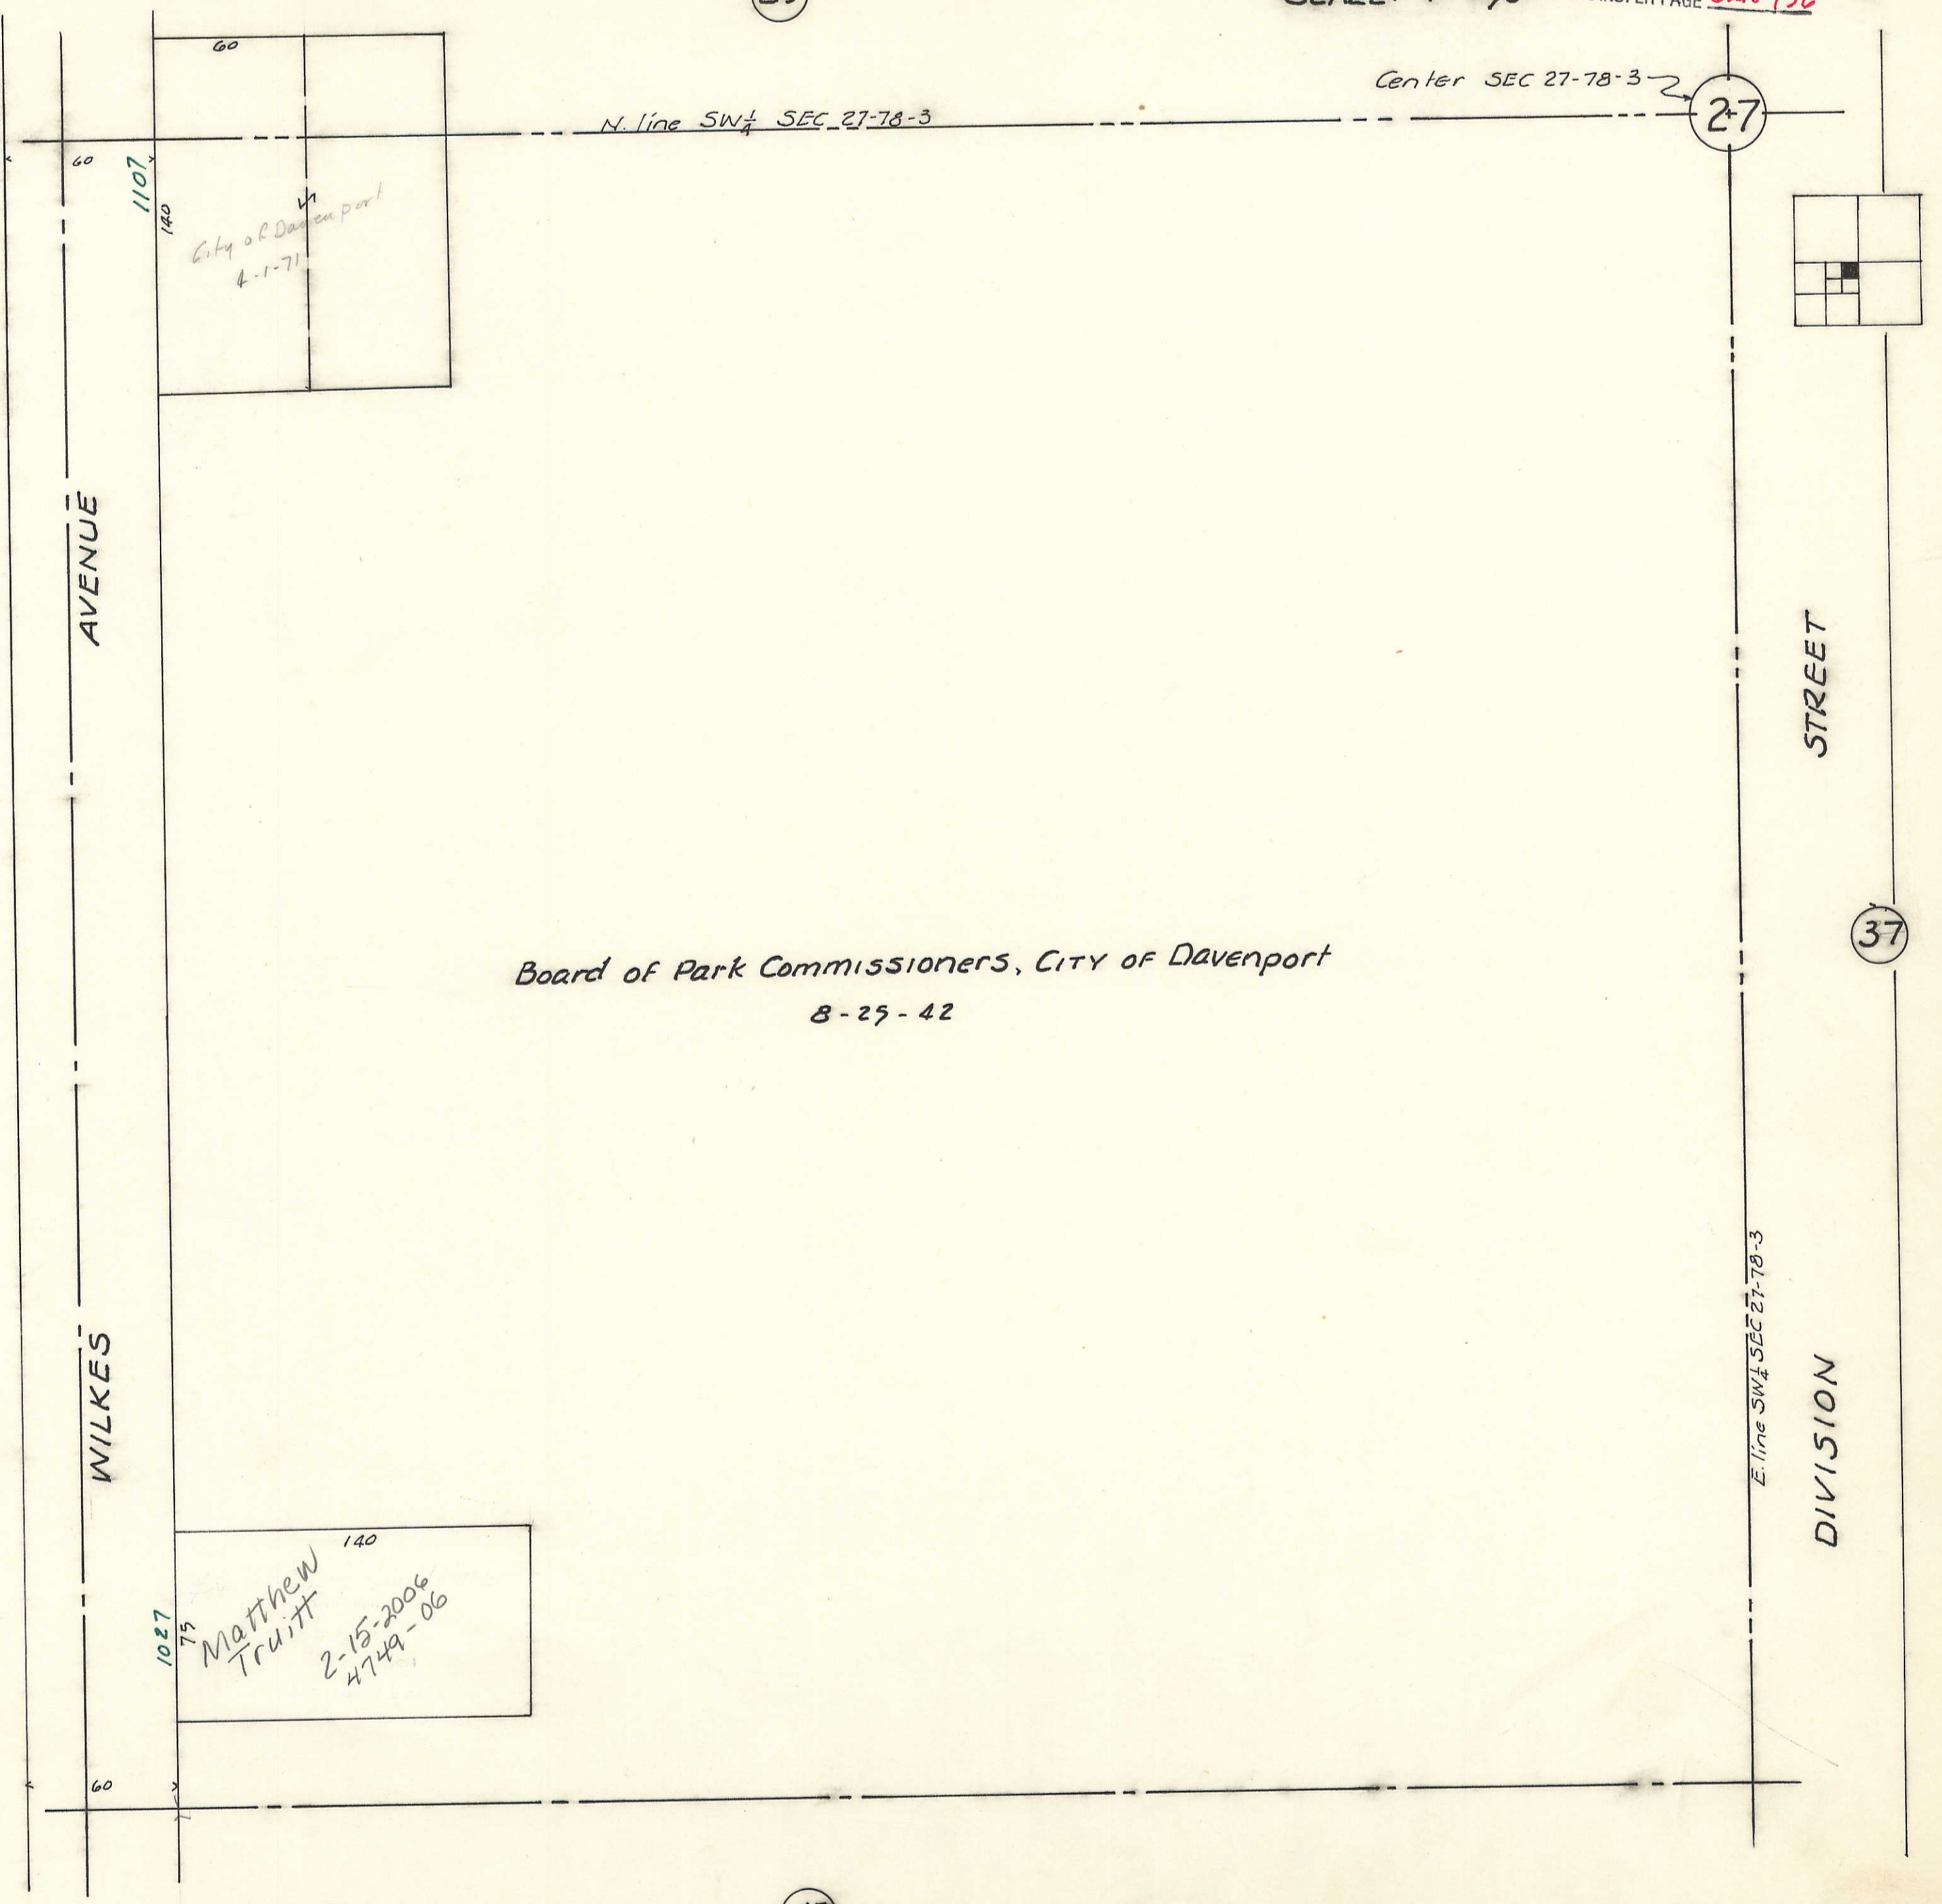 60
Center SEC 27-78-3
27
N. line SW¼ SEC 27-78-3
60
1107
140
City of Davenport
4-1-71
AVENUE
STREET
37
Board of Park Commissioners, City of Davenport
8-25-42
E. line SW¼ SEC 27-78-3
WILKES
DIVISION
140
1027
75
Matthew
Truitt
2-15-2006
4749-06
60